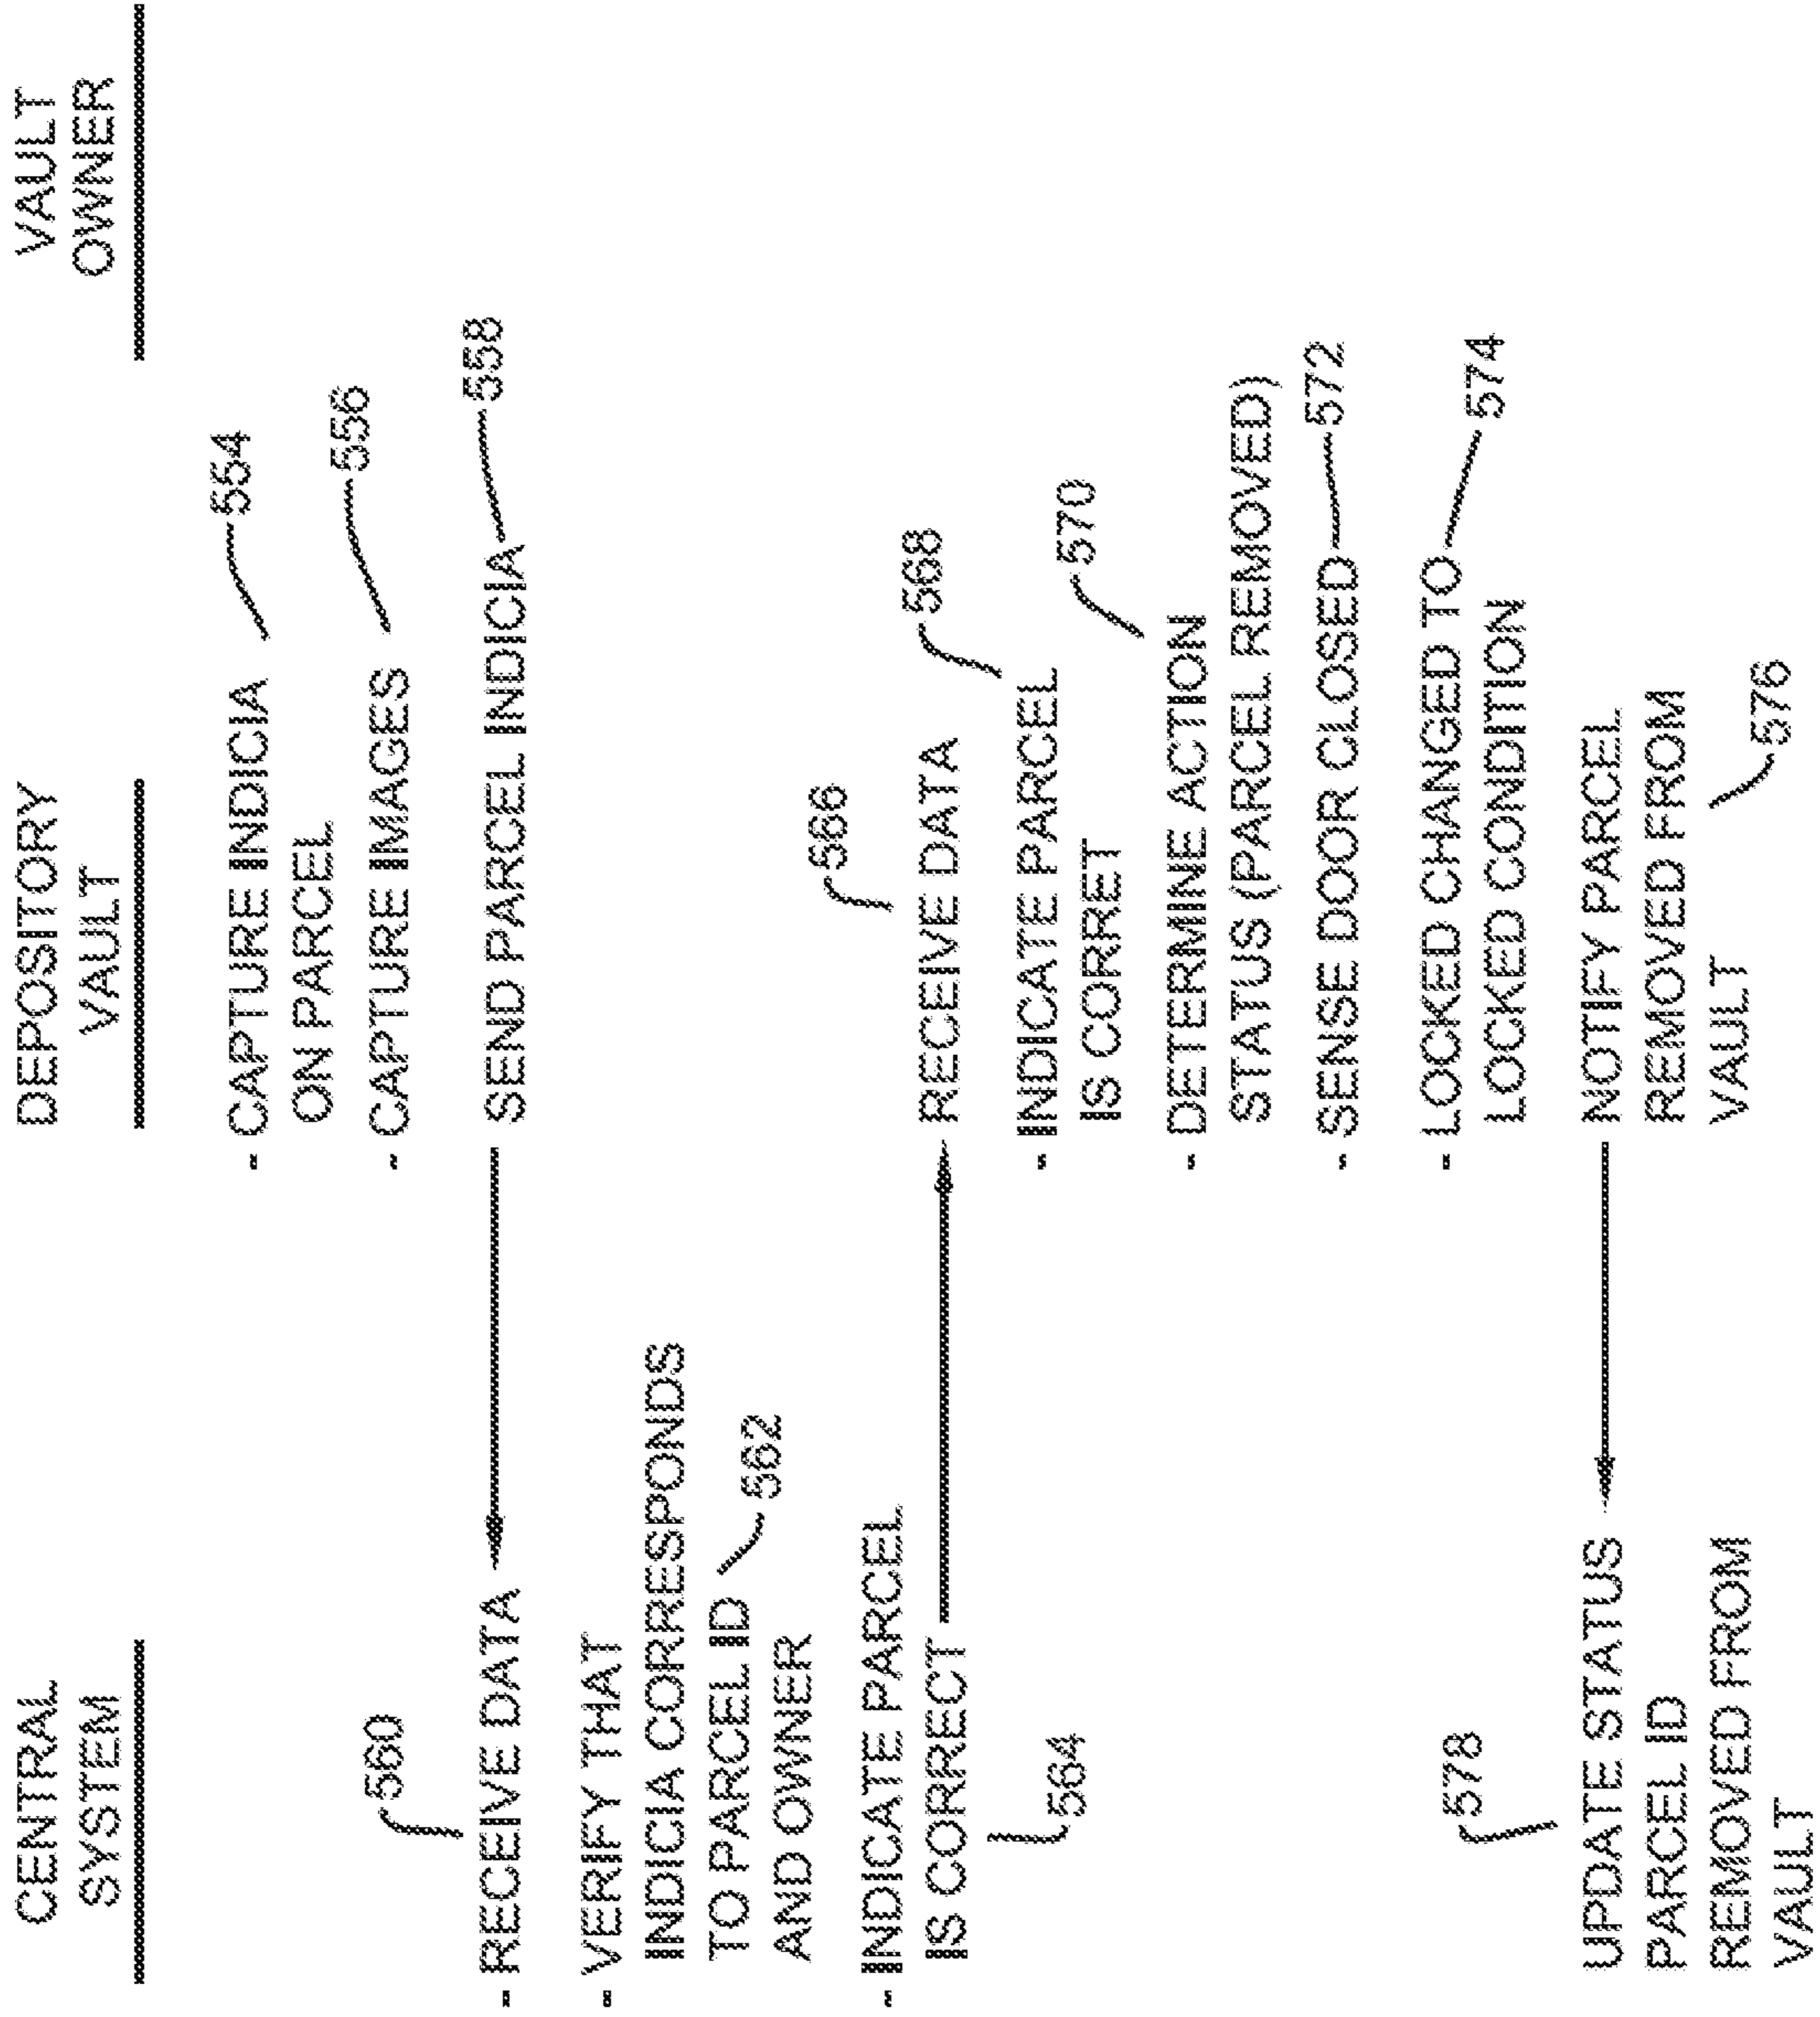 CENTRAL
SYSTEM
DEPOSITORY
VAULT
VAULT
OWNER
- CAPTURE INDICIA
ON PARCEL
554
- CAPTURE IMAGES
556
SEND PARCEL INDICIA
558
560
- RECEIVE DATA
- VERIFY THAT
INDICIA CORRESPONDS
TO PARCEL ID
AND OWNER
562
- INDICATE PARCEL
IS CORRECT
564
566
RECEIVE DATA
- INDICATE PARCEL
IS CORRET
568
- DETERMINE ACTION
STATUS (PARCEL REMOVED)
570
- SENSE DOOR CLOSED
572
- LOCKED CHANGED TO
LOCKED CONDITION
574
NOTIFY PARCEL
REMOVED FROM
VAULT
576
578
UPDATE STATUS
PARCEL ID
REMOVED FROM
VAULT